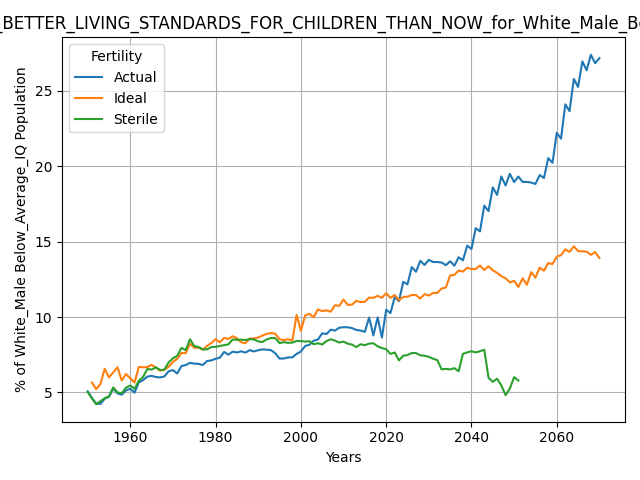 _BETTER_LIVING_STANDARDS_FOR_CHILDREN_THAN_NOW_for_White_Male_Be
Fertility
Actual
Ideal
Sterile
% of White_Male Below_Average_IQ Population
25
20
15
10
5
1960 1980 2000 2020 2040 2060
Years